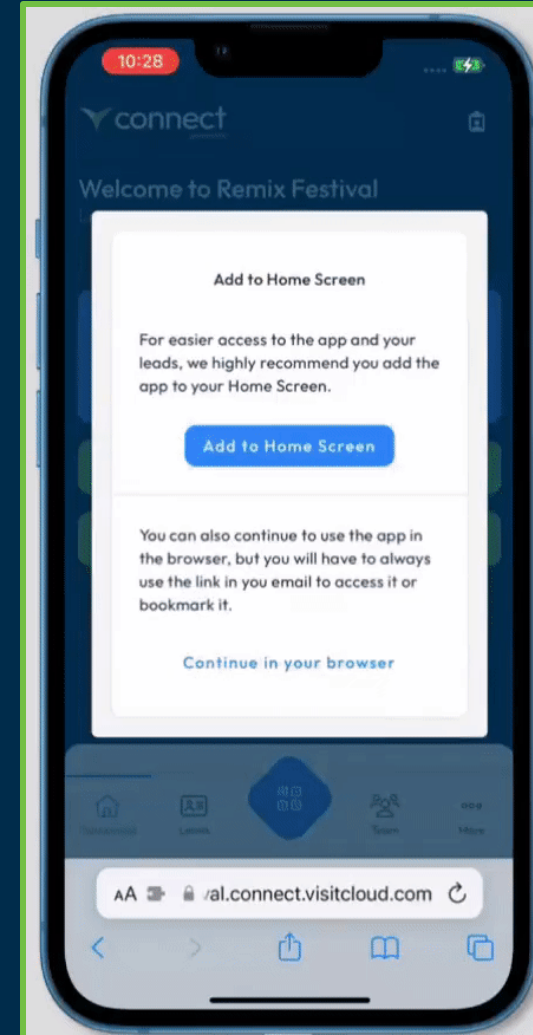 10:28
connect
Welcome to Remix Festival
Add to Home Screen
For easier access to the app and your
leads, we highly recommend you add the
app to your Home Screen.
Add to Home Screen
You can also continue to use the app in
the browser, but you will have to always
use the link in you email to access it or
bookmark it.
Continue in your browser
Leads
Team
More
AA
al.connect.visitcloud.com